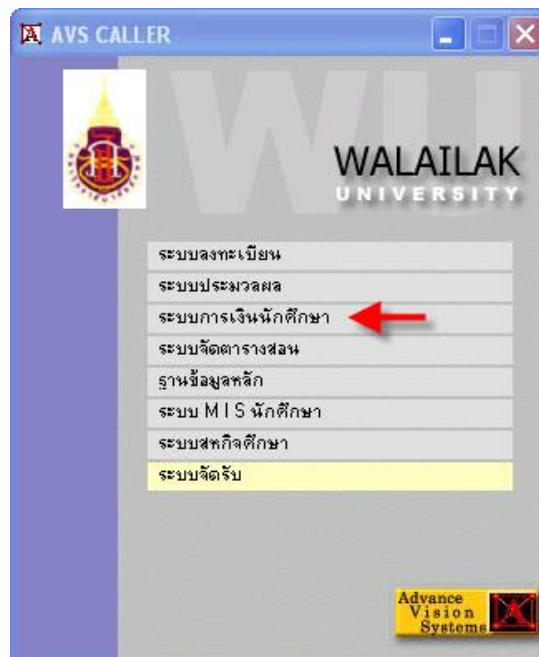 AVS CALLER
WALAILAK
UNIVERSITY
ระบบลงทะเบียน
ระบบประมวลผล
ระบบการเงินนักศึกษา
ระบบจัดตารางสอน
ฐานข้อมูลหลัก
ระบบ M I S นักศึกษา
ระบบสหกิจศึกษา
ระบบจัดรับ
Advance
Vision
Systems